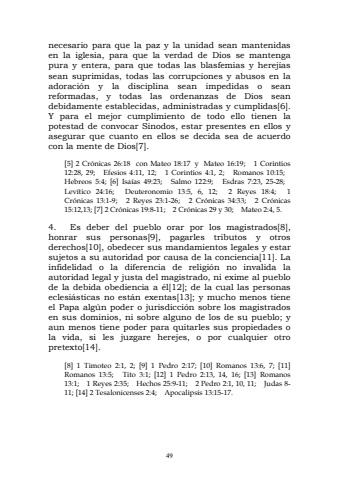 necesario para que la paz y la unidad sean mantenidas
en la iglesia, para que la verdad de Dios se mantenga
pura y entera, para que todas las blasfemias y herejías
sean suprimidas, todas las corrupciones y abusos en la
adoración y la disciplina sean impedidos o sean
reformadas, y todas las ordenanzas de Dios sean
debidamente establecidas, administradas y cumplidas[6].
Y para el mejor cumplimiento de todo ello tienen la
potestad de convocar Sínodos, estar presentes en ellos y
asegurar que cuanto en ellos se decida sea de acuerdo
con la mente de Dios[7].
[5] 2 Crónicas 26:18 con Mateo 18:17 y Mateo 16:19; 1 Corintios
12:28, 29; Efesios 4:11, 12; 1 Corintios 4:1, 2; Romanos 10:15;
Hebreos 5:4; [6] Isaías 49:23; Salmo 122:9; Esdras 7:23, 25-28;
Levítico 24:16; Deuteronomio 13:5, 6, 12; 2 Reyes 18:4; 1
Crónicas 13:1-9; 2 Reyes 23:1-26; 2 Crónicas 34:33; 2 Crónicas
15:12,13; [7] 2 Crónicas 19:8-11; 2 Crónicas 29 y 30; Mateo 2:4, 5.
4. Es deber del pueblo orar por los magistrados[8],
honrar sus personas[9], pagarles tributos y otros
derechos[10], obedecer sus mandamientos legales y estar
sujetos a su autoridad por causa de la conciencia[11]. La
infidelidad o la diferencia de religión no invalida la
autoridad legal y justa del magistrado, ni exime al pueblo
de la debida obediencia a él[12]; de la cual las personas
eclesiásticas no están exentas[13]; y mucho menos tiene
el Papa algún poder o jurisdicción sobre los magistrados
en sus dominios, ni sobre alguno de los de su pueblo; y
aun menos tiene poder para quitarles sus propiedades o
la vida, si les juzgare herejes, o por cualquier otro
pretexto[14].
[8] 1 Timoteo 2:1, 2; [9] 1 Pedro 2:17; [10] Romanos 13:6, 7; [11]
Romanos 13:5; Tito 3:1; [12] 1 Pedro 2:13, 14, 16; [13] Romanos
13:1; 1 Reyes 2:35; Hechos 25:9-11; 2 Pedro 2:1, 10, 11; Judas 8-
11; [14] 2 Tesalonicenses 2:4; Apocalipsis 13:15-17.
49